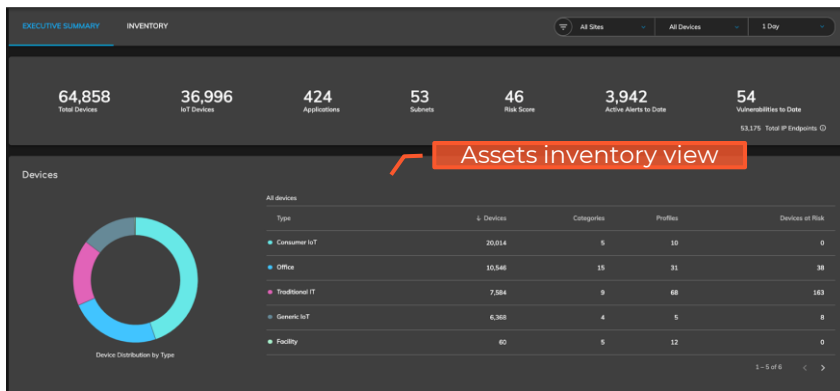 EXECUTIVE SUMMARY INVENTORY All Sites All Devices 1 Day
64,858 36,996 424 53 46 3,942 54
Total Devices IoT Devices Applications Subnets Risk Score Active Alerts to Date Vulnerabilities to Date
53,175 Total IP Endpoints
Assets inventory view
Devices
All devices
Type Devices Categories Profiles Devices at Risk
Consumer IoT 20,014 5 10 0
Office 10,546 15 31 38
Traditional IT 7,584 9 68 163
Generic IoT 6,368 4 5 8
Facility 60 5 12 0
Device Distribution by Type
1 – 5 of 6